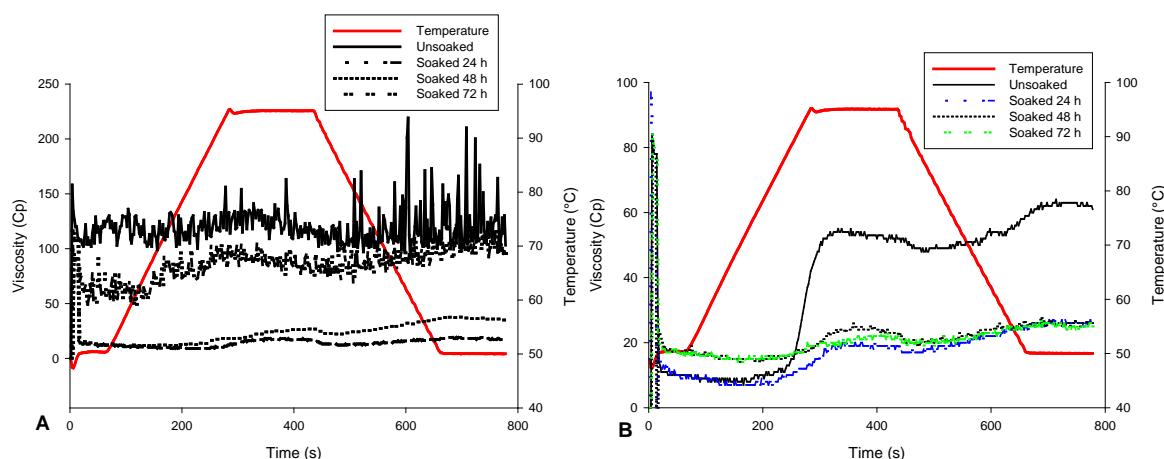 Temperature
Unsoaked
Soaked 24 h
Soaked 48 h
Soaked 72 h
250
200
150
100
50
0
Viscosity (Cp)
100
90
80
70
60
50
40
Temperature (°C)
0 200 400 600 800
Time (s)
A
Temperature
Unsoaked
Soaked 24 h
Soaked 48 h
Soaked 72 h
100
80
60
40
20
0
Viscosity (Cp)
100
90
80
70
60
50
40
Temperature (°C)
0 200 400 600 800
Time (s)
B